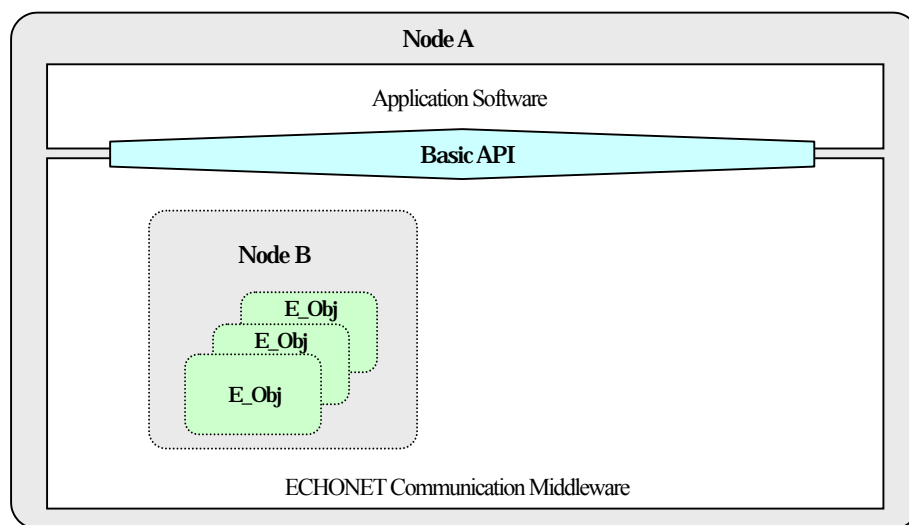 Node A
Application Software
Basic API
Node B
E_Obj
E_Obj
E_Obj
ECHONET Communication Middleware